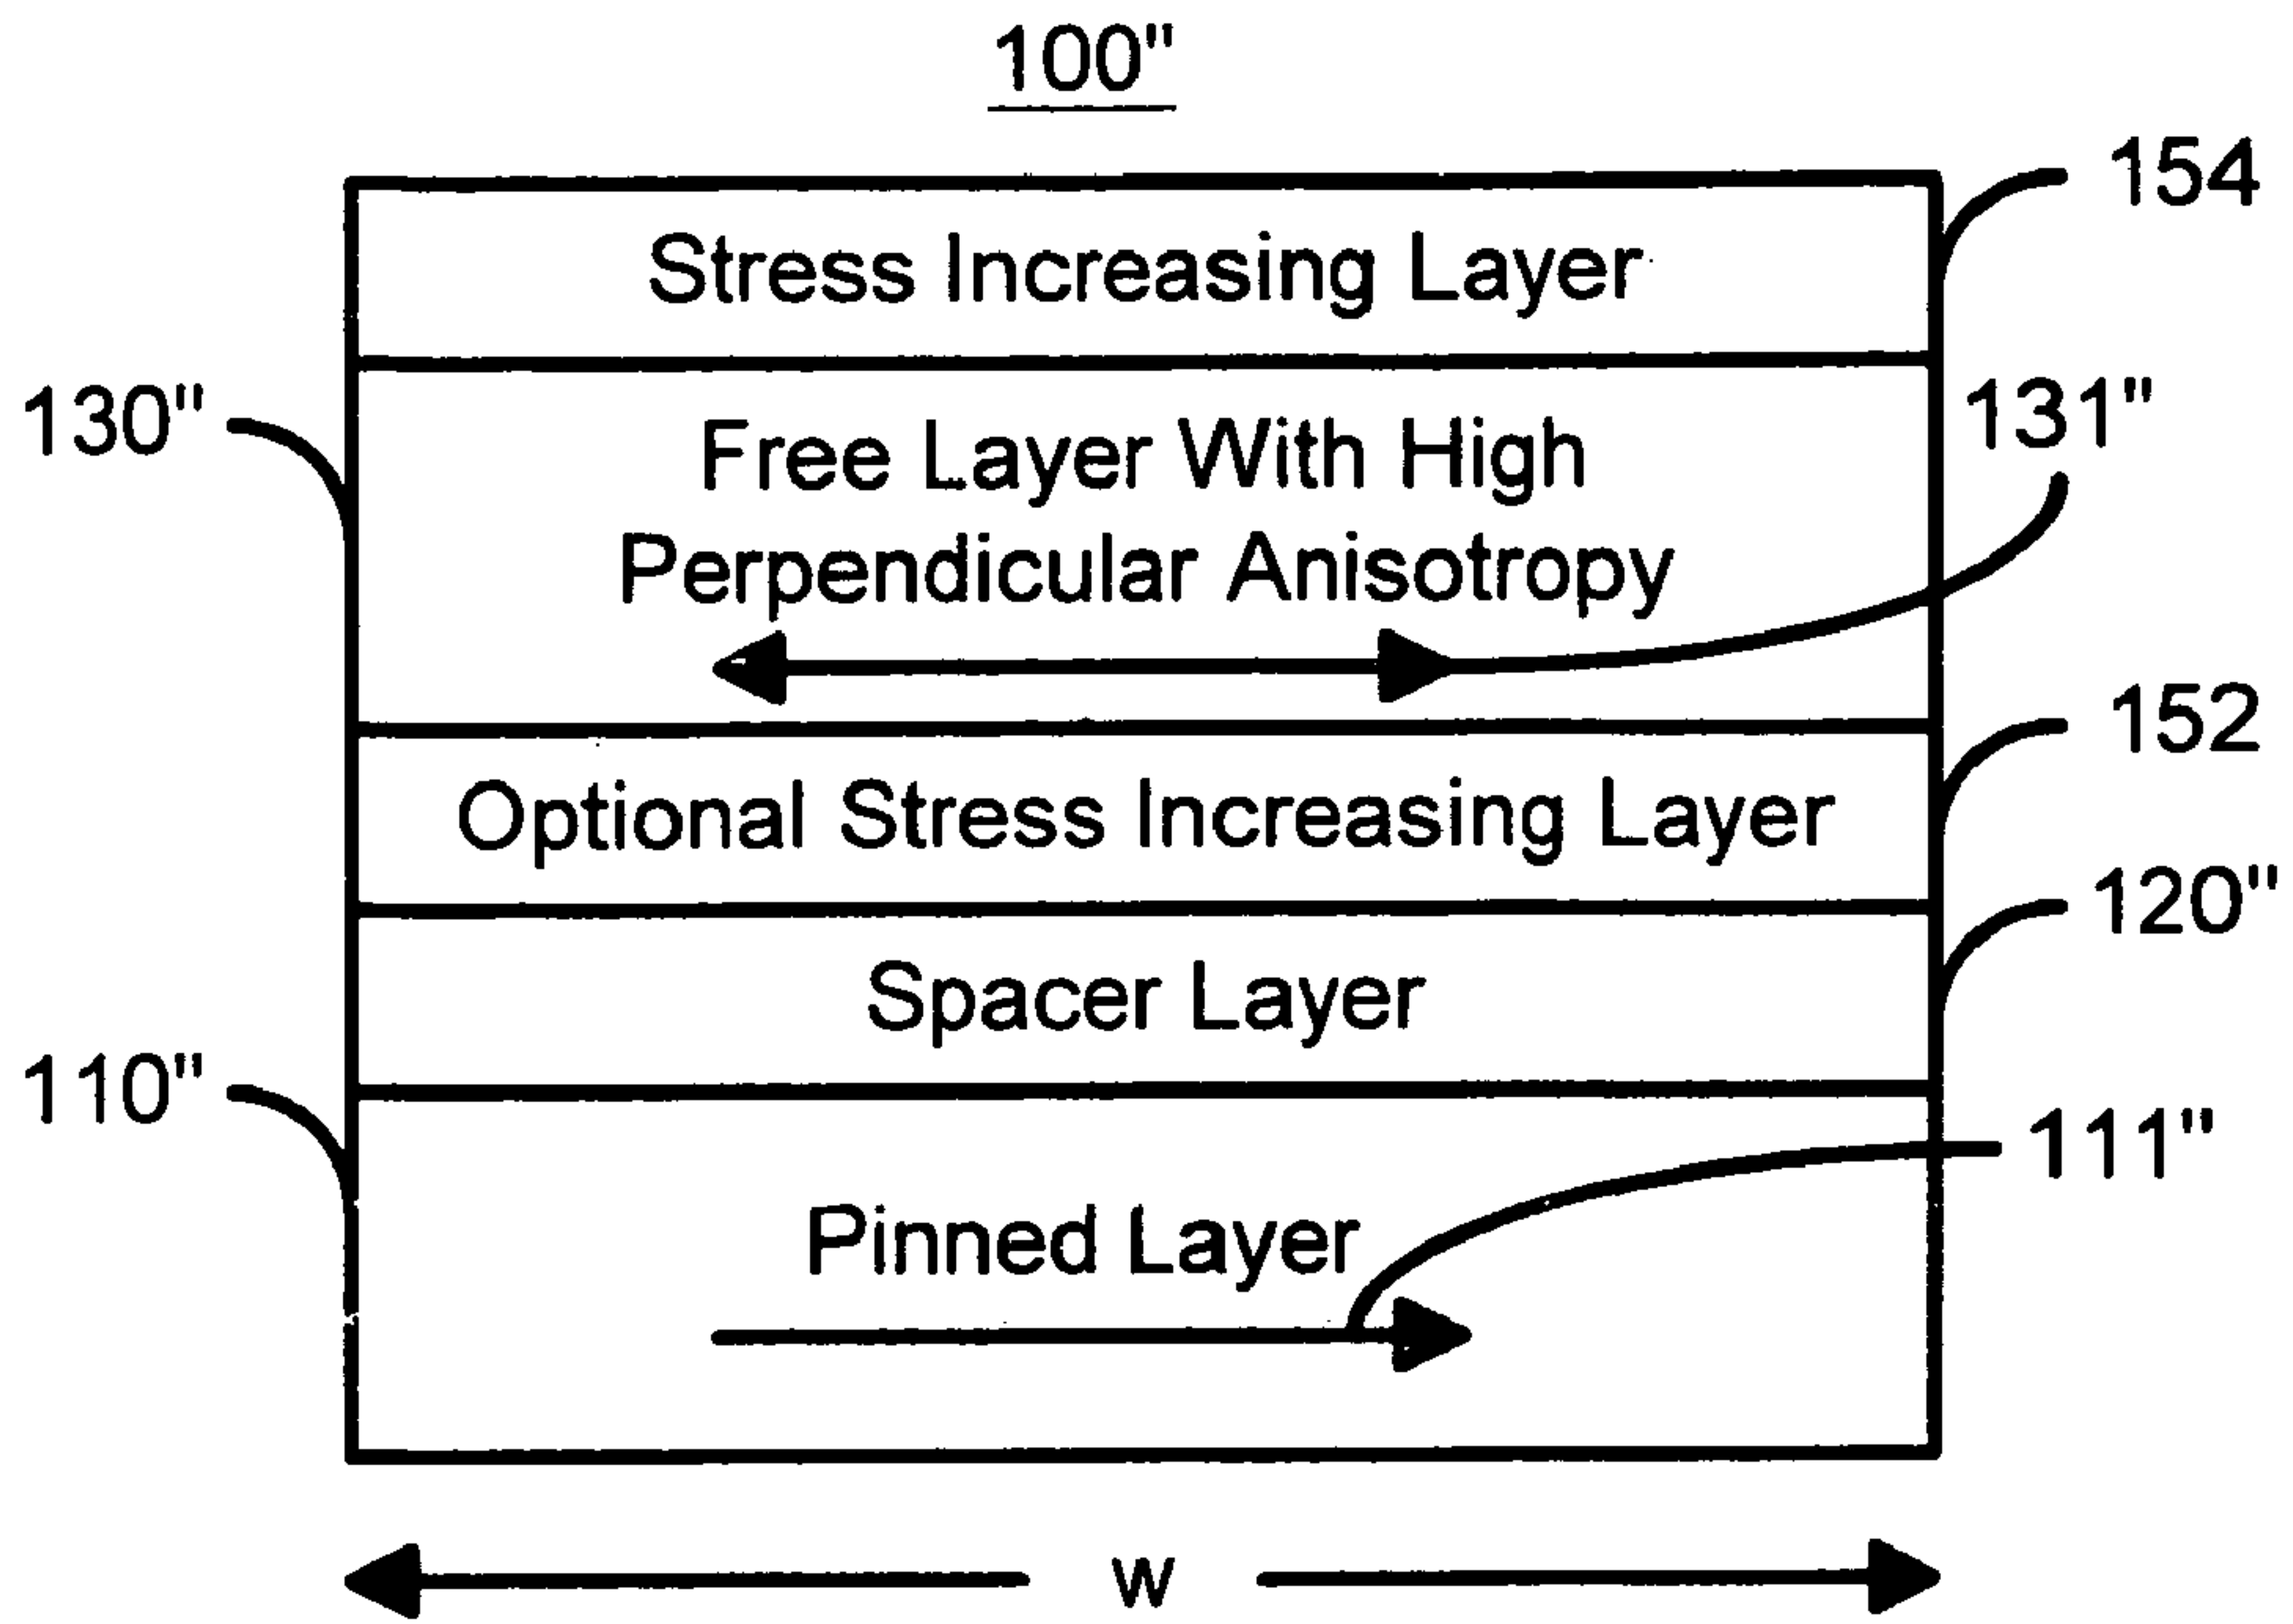 100"
154
Stress Increasing Layer
130"
131"
Free Layer With High
Perpendicular Anisotropy
152
Optional Stress Increasing Layer
120"
Spacer Layer
110"
111"
Pinned Layer
w